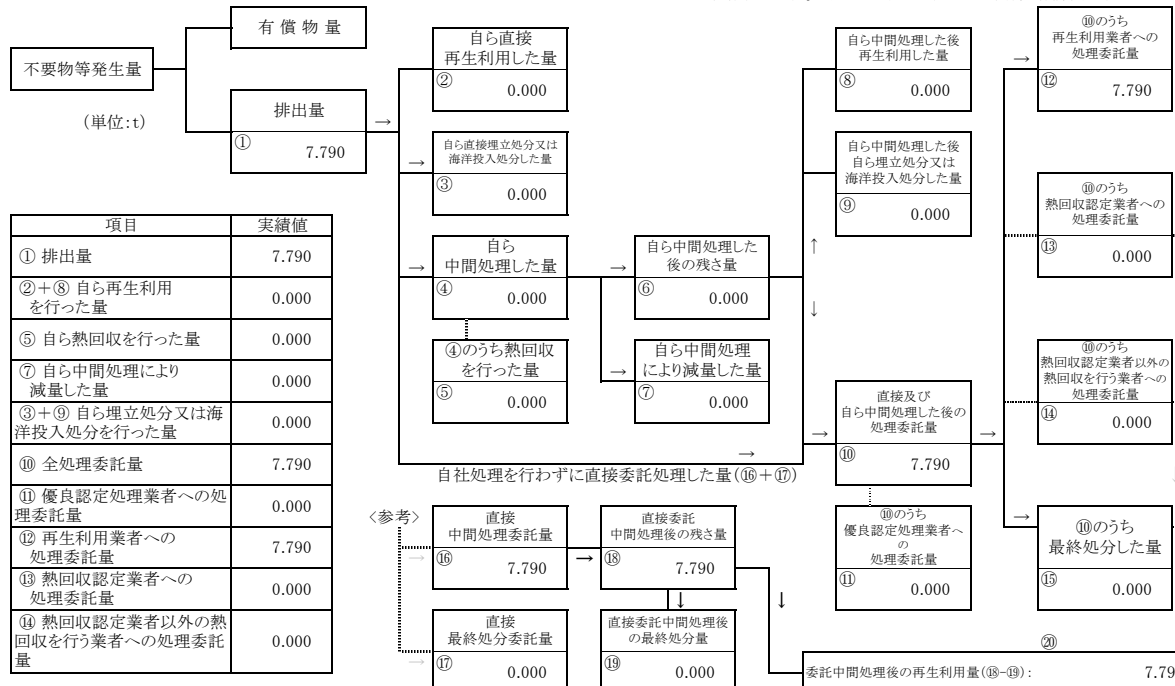 不要物等発生量
(単位:t)
有償物量
排出量
①
7.790
→
自ら直接
再生利用した量
②
0.000
→
自ら直接埋立処分又は
海洋投入処分した量
③
0.000
→
自ら
中間処理した量
④
0.000
④のうち熱回収
を行った量
⑤
0.000
→
自ら中間処理した
後の残さ量
⑥
0.000
→
自ら中間処理
により減量した量
⑦
0.000
自ら中間処理した後
再生利用した量
⑧
0.000
→
自ら中間処理した後
自ら埋立処分又は
海洋投入処分した量
⑨
0.000
↑
↓
→
→
直接及び
自ら中間処理した後の
処理委託量
⑩
7.790
→
⑩のうち
優良認定処理業者へ
の
処理委託量
⑪
0.000
→
⑩のうち
再生利用業者への
処理委託量
⑫
7.790
⑩のうち
熱回収認定業者への
処理委託量
⑬
0.000
⑩のうち
熱回収認定業者以外の
熱回収を行う業者への
処理委託量
⑭
0.000
→
⑩のうち
最終処分した量
⑮
0.000
自社処理を行わずに直接委託処理した量(⑯+⑰)
項目 実績値
① 排出量 7.790
②+⑧ 自ら再生利用
を行った量 0.000
⑤ 自ら熱回収を行った量 0.000
⑦ 自ら中間処理により
減量した量 0.000
③+⑨ 自ら埋立処分又は海
洋投入処分を行った量 0.000
⑩ 全処理委託量 7.790
⑪ 優良認定処理業者への処
理委託量 0.000
⑫ 再生利用業者への
処理委託量 7.790
⑬ 熱回収認定業者への
処理委託量 0.000
⑭ 熱回収認定業者以外の熱
回収を行う業者への処理委託
量 0.000
〈参考〉
→
直接
中間処理委託量
⑯
7.790
→
直接委託
中間処理後の残さ量
⑱
7.790
↓
↓
→
直接
最終処分委託量
⑰
0.000
直接委託中間処理後
の最終処分量
⑲
0.000
⑳
委託中間処理後の再生利用量(⑱-⑲): 7.79